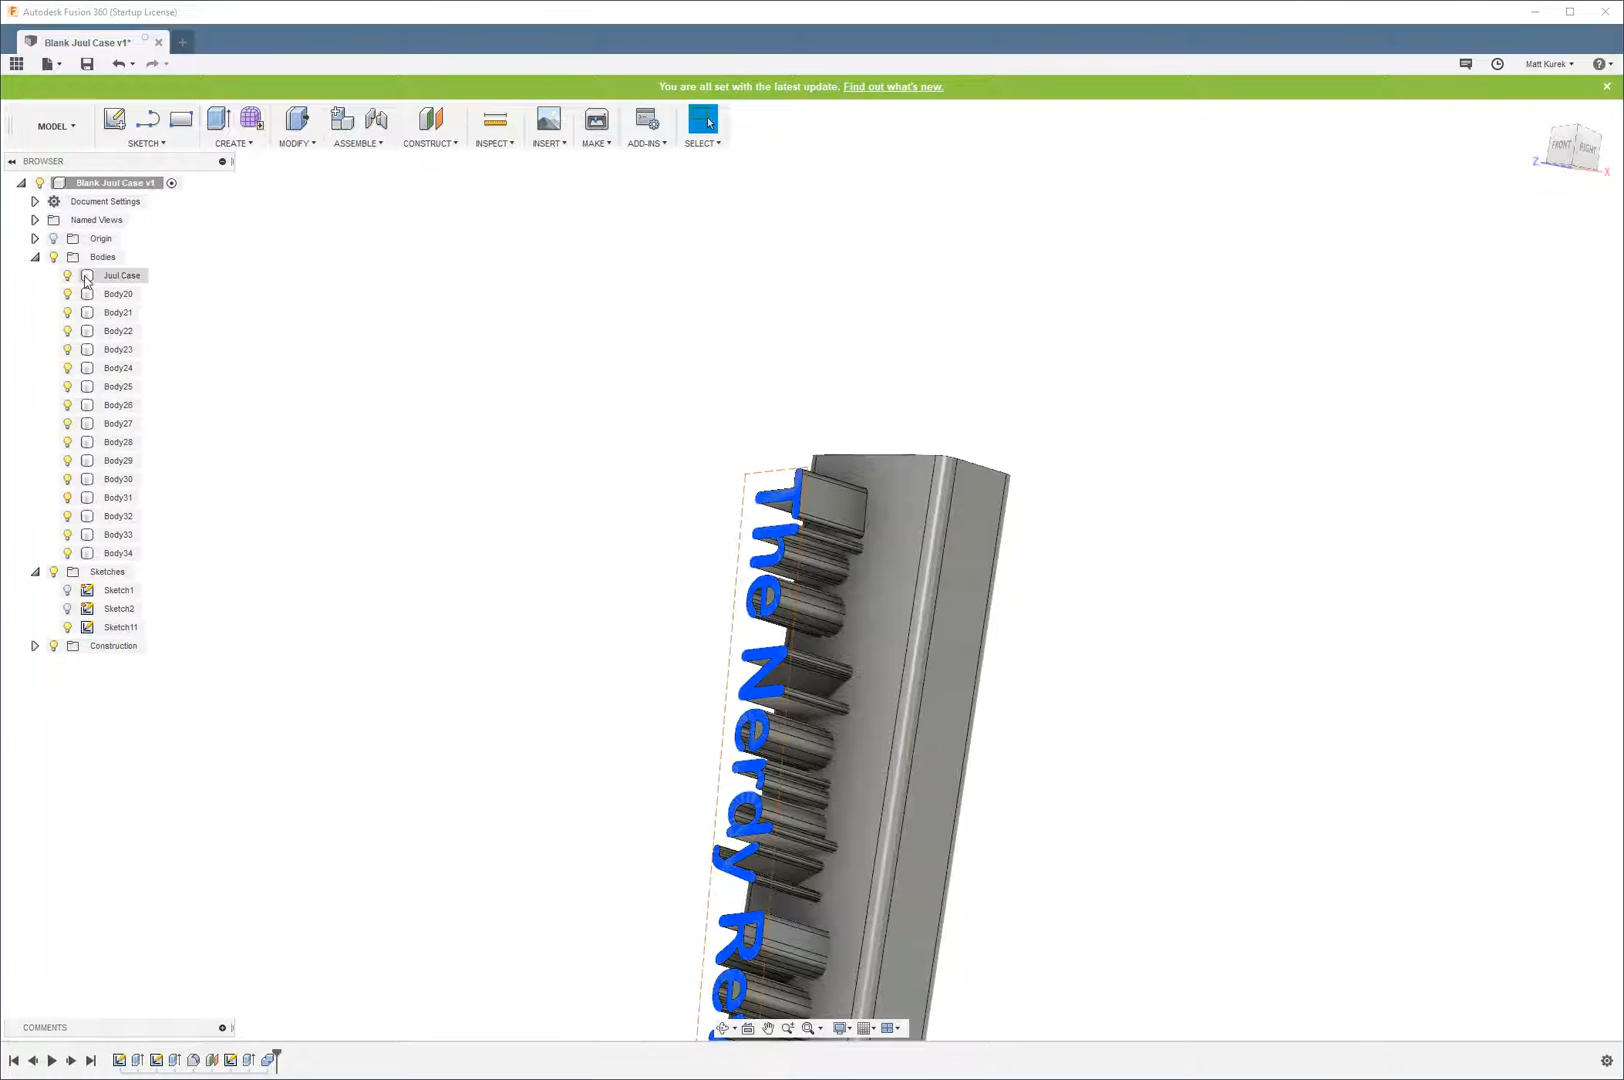 Autodesk Fusion 360 (Startup License)
Blank Juul Case v1*
Matt Kurek
You are all set with the latest update. Find out what's new.
MODEL
SKETCH
CREATE
MODIFY
ASSEMBLE
CONSTRUCT
INSPECT
INSERT
MAKE
ADD-INS
SELECT
FRONT
RIGHT
Z
X
BROWSER
Blank Juul Case v1
Document Settings
Named Views
Origin
Bodies
Juul Case
Body20
Body21
Body22
Body23
Body24
Body25
Body26
Body27
Body28
Body29
Body30
Body31
Body32
Body33
Body34
Sketches
Sketch1
Sketch2
Sketch11
Construction
The Nerdy Re
COMMENTS